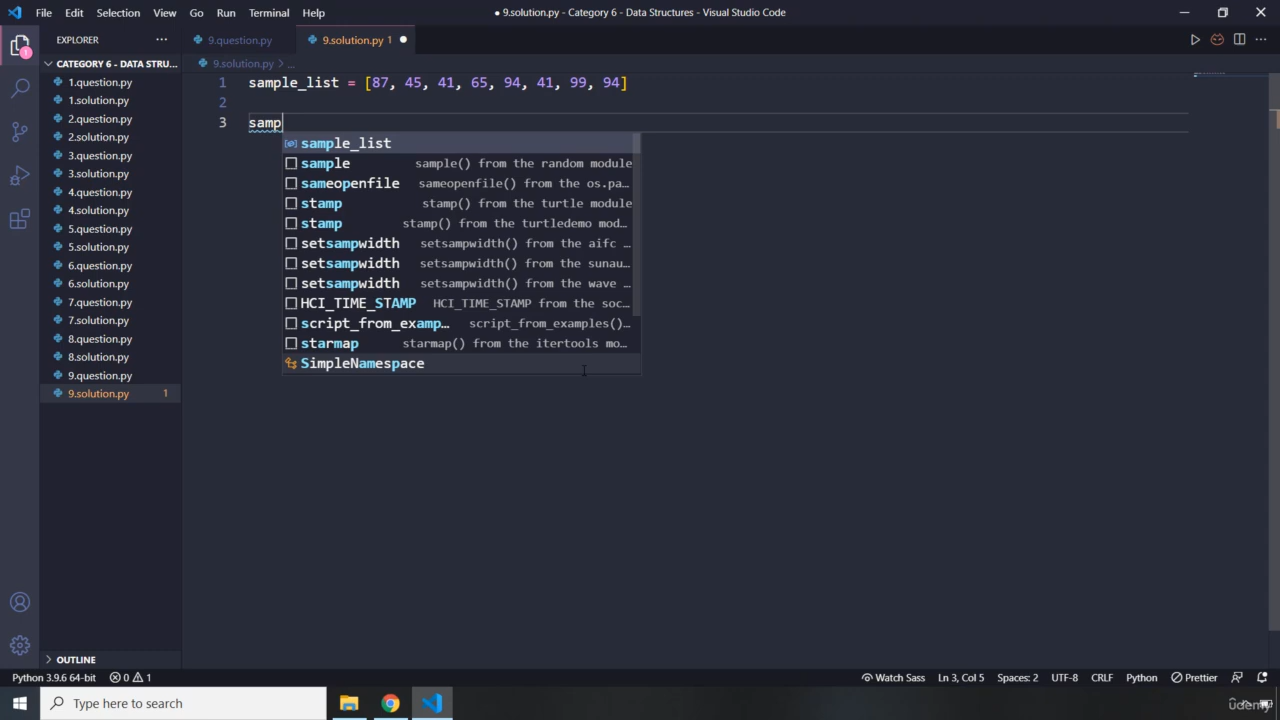 File Edit Selection View Go Run Terminal Help
● 9.solution.py - Category 6 - Data Structures - Visual Studio Code
EXPLORER
9.question.py
9.solution.py 1
CATEGORY 6 - DATA STRU...
9.solution.py > ...
1.question.py
1.solution.py
2.question.py
2.solution.py
3.question.py
3.solution.py
4.question.py
4.solution.py
5.question.py
5.solution.py
6.question.py
6.solution.py
7.question.py
7.solution.py
8.question.py
8.solution.py
9.question.py
9.solution.py 1
1 sample_list = [87, 45, 41, 65, 94, 41, 99, 94]
2
3 samp
sample_list
sample sample() from the random module
sameopenfile sameopenfile() from the os.pa...
stamp stamp() from the turtle module
stamp stamp() from the turtledemo mod...
setsampwidth setsampwidth() from the aifc ...
setsampwidth setsampwidth() from the sunau...
setsampwidth setsampwidth() from the wave ...
HCI_TIME_STAMP HCI_TIME_STAMP from the soc...
script_from_examp... script_from_examples()...
starmap starmap() from the itertools mo...
SimpleNamespace
OUTLINE
Python 3.9.6 64-bit 0 1 Watch Sass Ln 3, Col 5 Spaces: 2 UTF-8 CRLF Python Prettier
Type here to search
Udemy